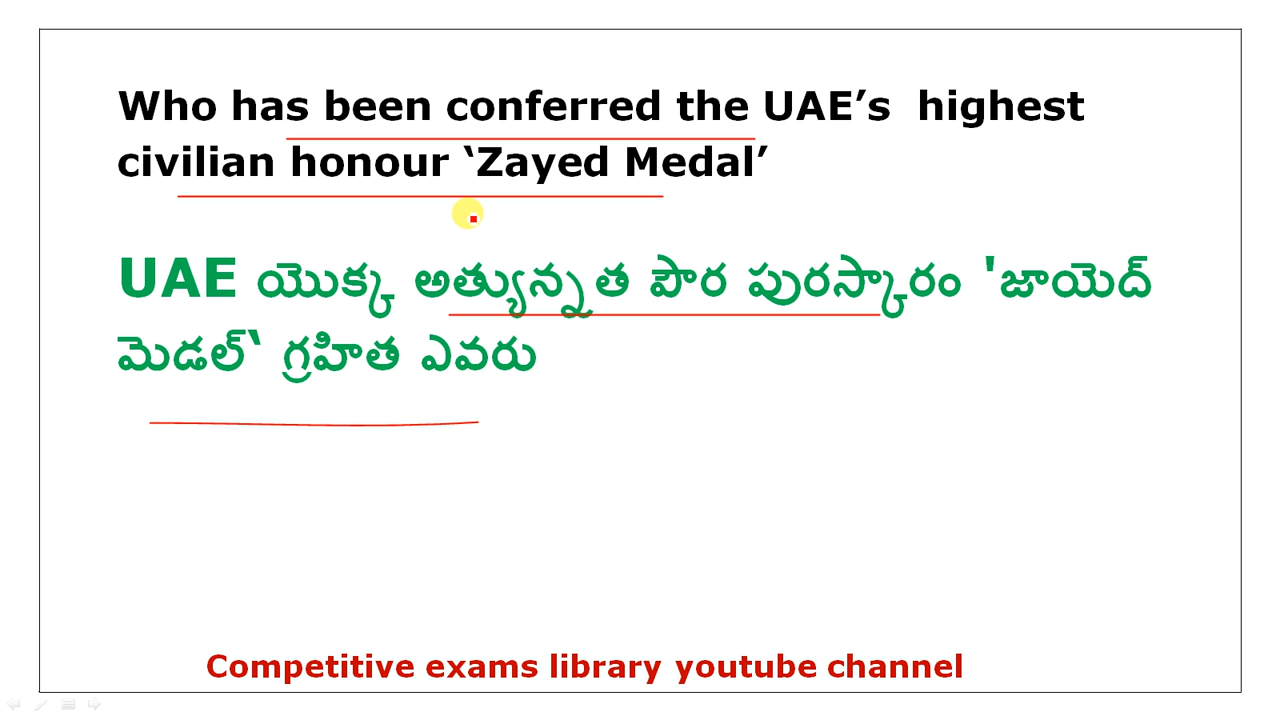 Who has been conferred the UAE’s highest
civilian honour ‘Zayed Medal’
UAE యొక్క అత్యున్నత పౌర పురస్కారం 'జాయెద్
మెడల్‘ గ్రహిత ఎవరు
Competitive exams library youtube channel